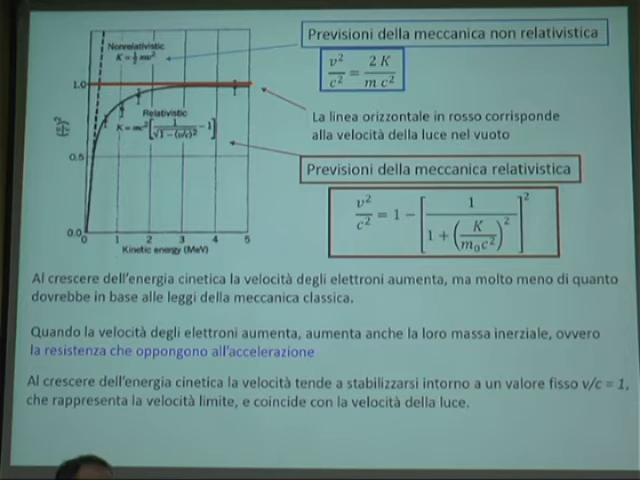 Previsioni della meccanica non relativistica
v²/c² = 2 K/m c²
Nonrelativistic
K = ½ mv²
1.0
0.5
0.0
0 1 2 3 4 5
Kinetic energy (MeV)
Relativistic
K = mc² [1/√1 − (v/c)² − 1]
La linea orizzontale in rosso corrisponde
alla velocità della luce nel vuoto
Previsioni della meccanica relativistica
v²/c² = 1 − [1/1 + (K/m₀c²)²]²
Al crescere dell'energia cinetica la velocità degli elettroni aumenta, ma molto meno di quanto
dovrebbe in base alle leggi della meccanica classica.
Quando la velocità degli elettroni aumenta, aumenta anche la loro massa inerziale, ovvero
la resistenza che oppongono all'accelerazione
Al crescere dell'energia cinetica la velocità tende a stabilizzarsi intorno a un valore fisso v/c = 1,
che rappresenta la velocità limite, e coincide con la velocità della luce.